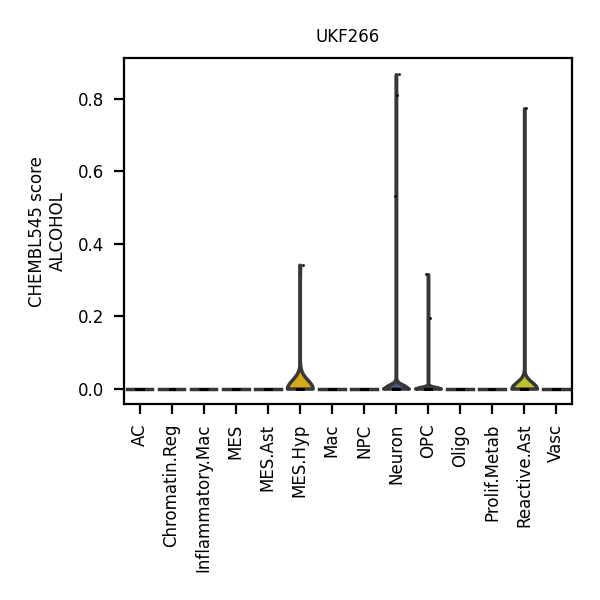 UKF266
CHEMBL545 score
ALCOHOL
0.8
0.6
0.4
0.2
0.0
AC
Chromatin.Reg
Inflammatory.Mac
MES
MES.Ast
MES.Hyp
Mac
NPC
Neuron
OPC
Oligo
Prolif.Metab
Reactive.Ast
Vasc